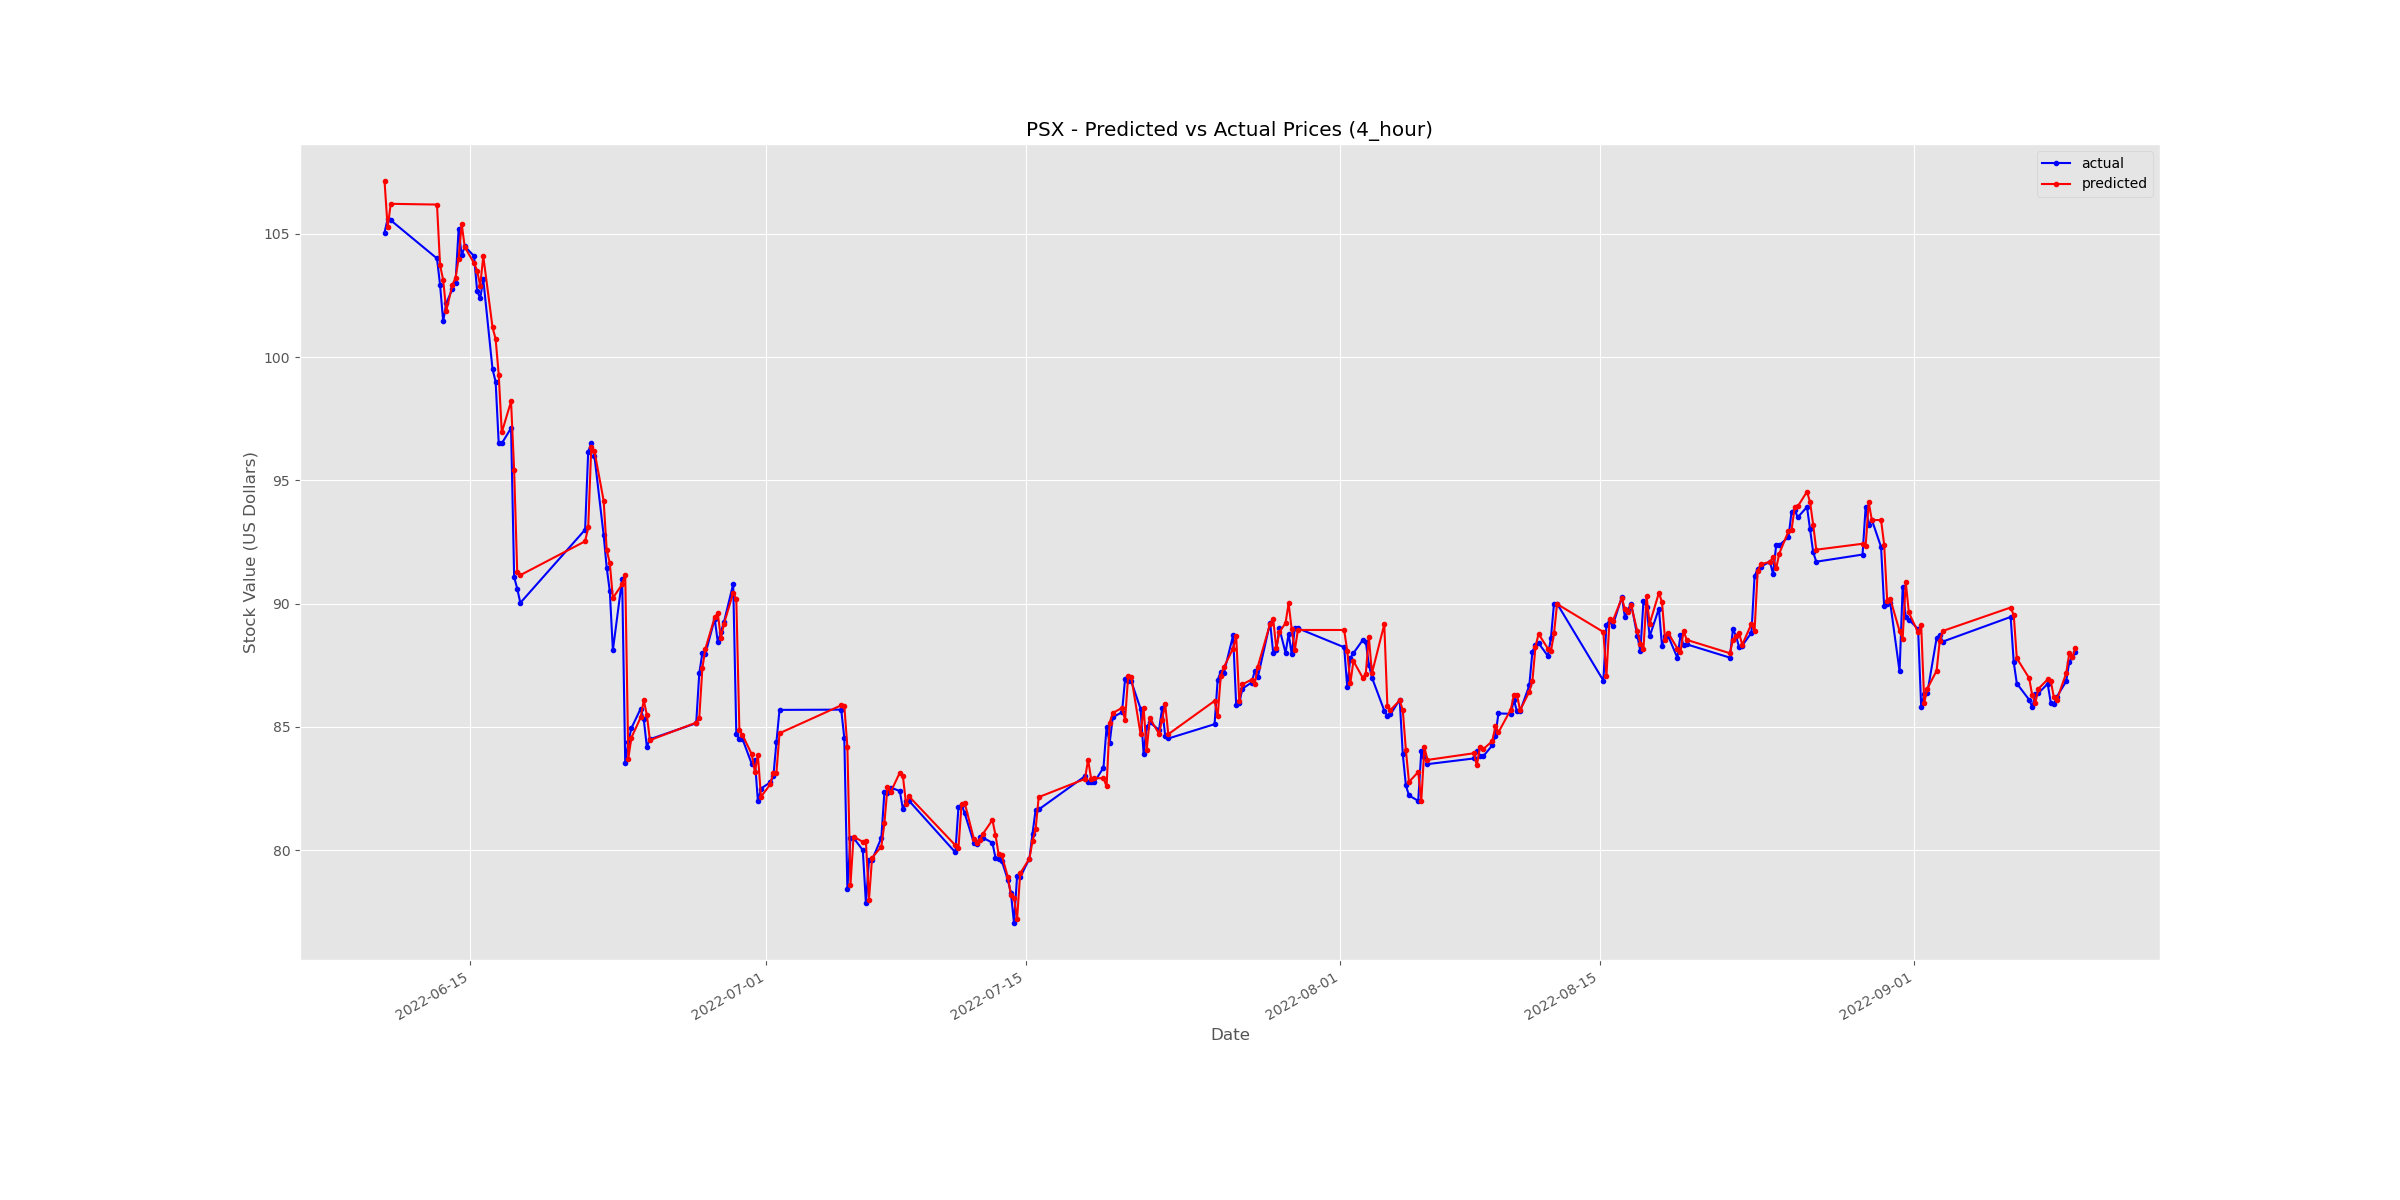 PSX - Predicted vs Actual Prices (4_hour)
actual
predicted
Stock Value (US Dollars)
105
100
95
90
85
80
2022-06-15
2022-07-01
2022-07-15
2022-08-01
2022-08-15
2022-09-01
Date